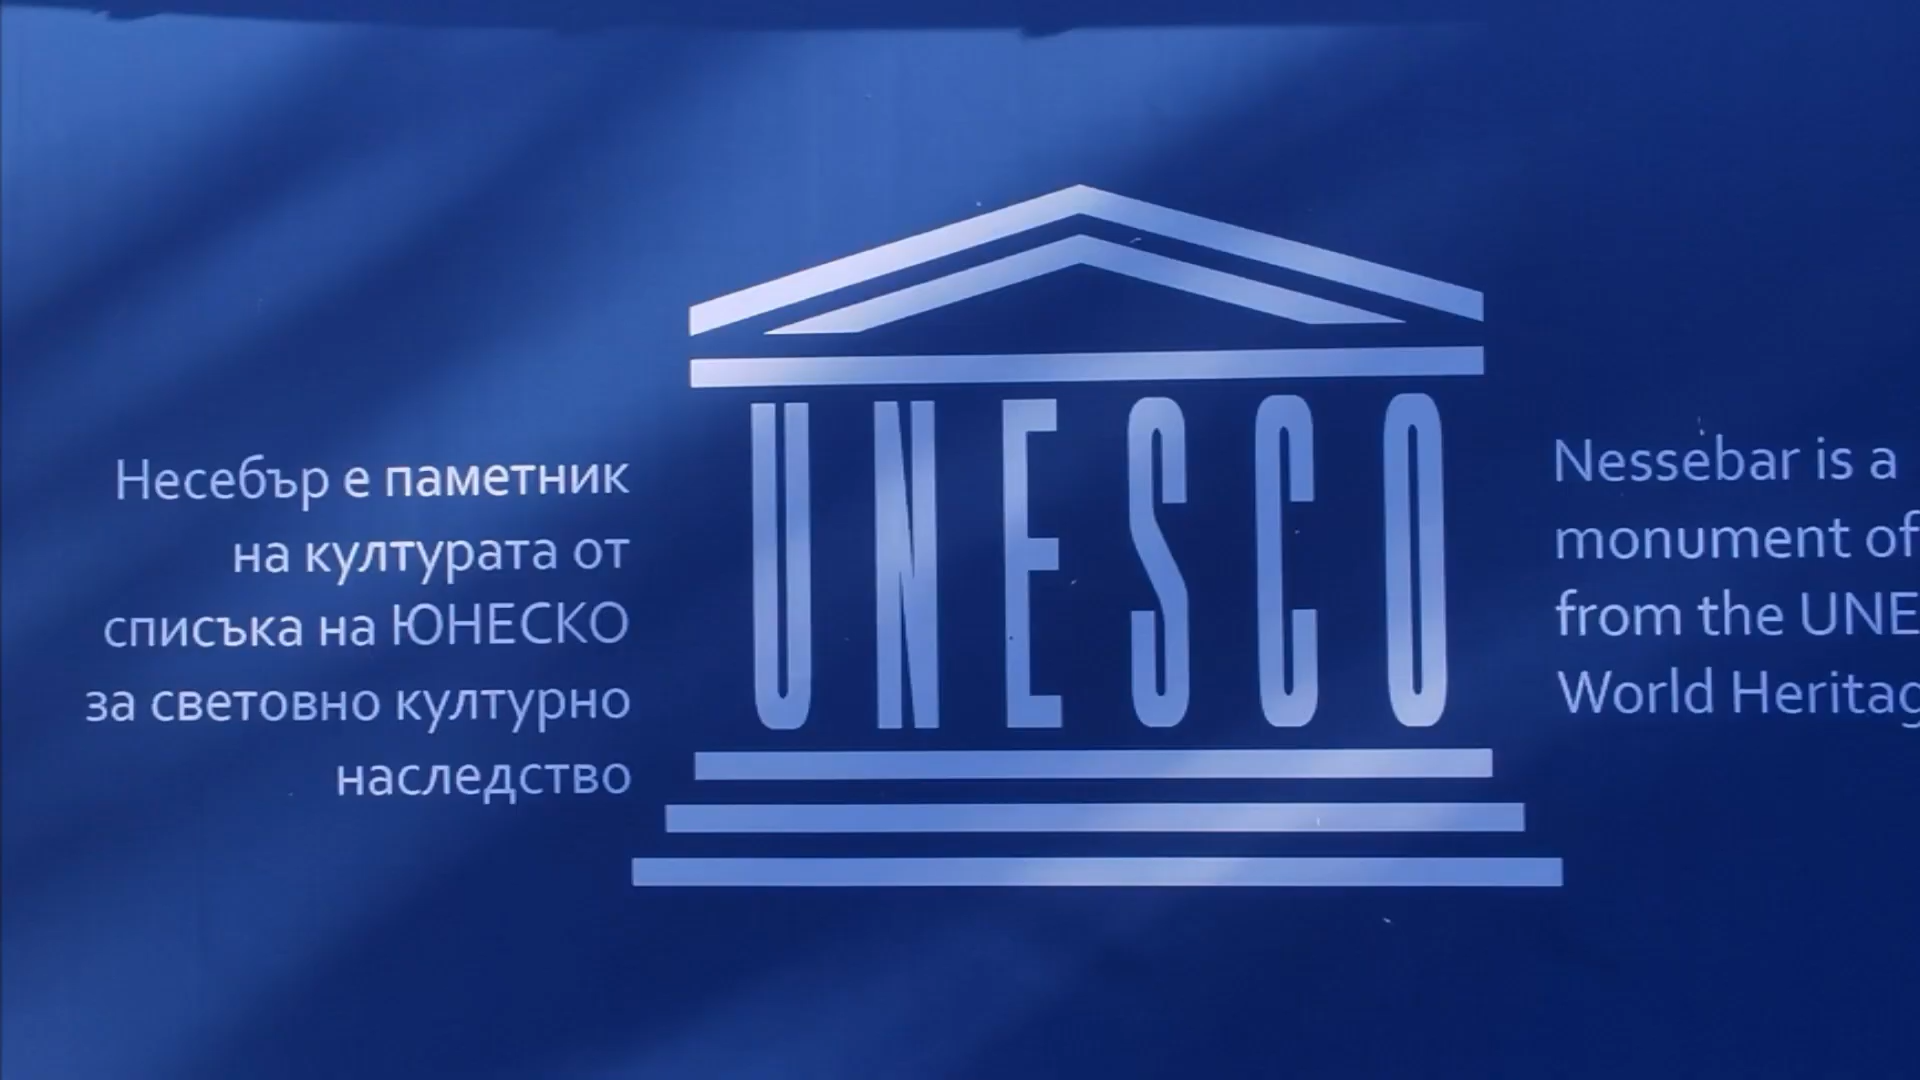 Несебър е паметник
на културата от
списъка на ЮНЕСКО
за световно културно
наследство
UNESCO
Nessebar is a
monument of
from the UNE
World Heritag